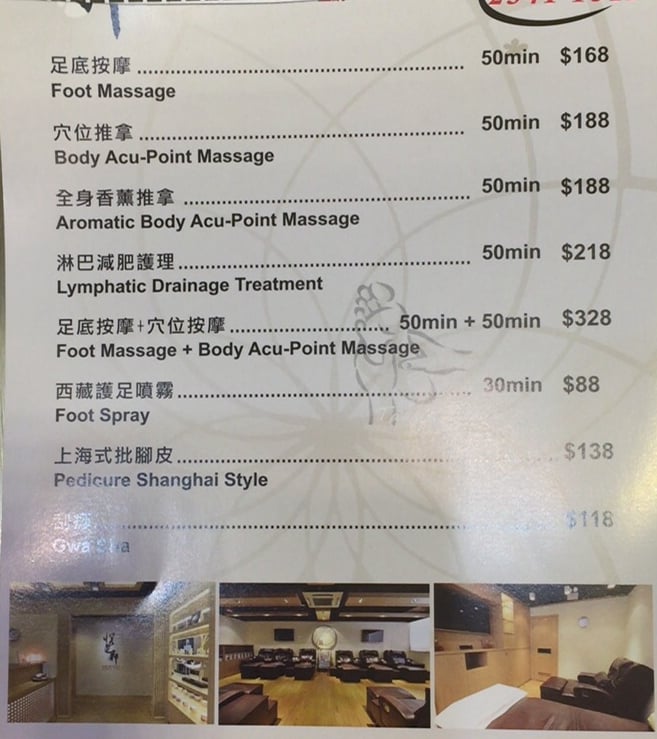 足底按摩 ........ 50min $168
Foot Massage
穴位推拿 ........ 50min $188
Body Acu-Point Massage
全身香薰推拿 ........ 50min $188
Aromatic Body Acu-Point Massage
淋巴減肥護理 ........ 50min $218
Lymphatic Drainage Treatment
足底按摩+穴位按摩 ........ 50min + 50min $328
Foot Massage + Body Acu-Point Massage
西藏護足噴霧 ........ 30min $88
Foot Spray
上海式批腳皮 ........ $138
Pedicure Shanghai Style
刮痧 ........ $118
Gwa Sha